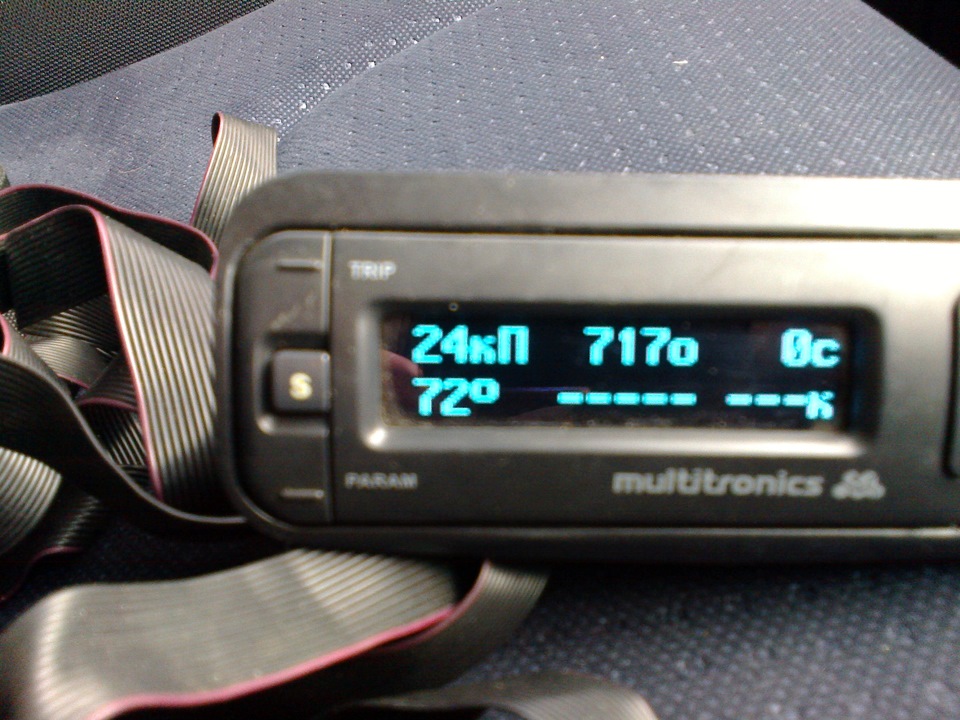 TRIP
24кП 717о 0с
72º ----- ---к
S
PARAM
multitronics